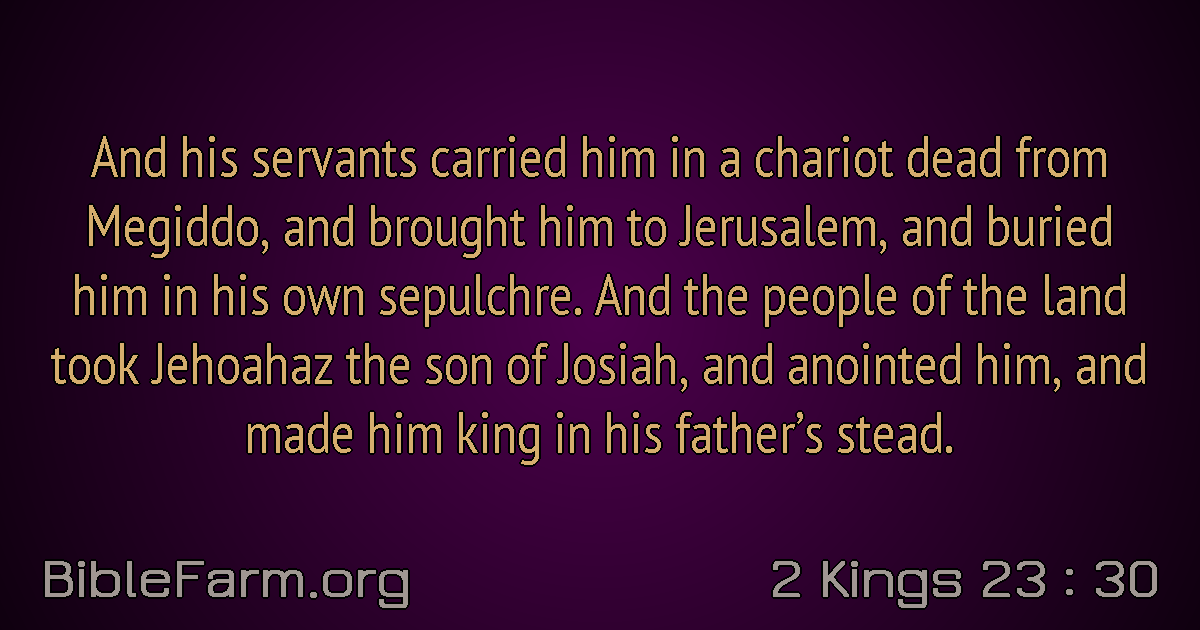 And his servants carried him in a chariot dead from
Megiddo, and brought him to Jerusalem, and buried
him in his own sepulchre. And the people of the land
took Jehoahaz the son of Josiah, and anointed him, and
made him king in his father’s stead.
BibleFarm.org
2 Kings 23 : 30